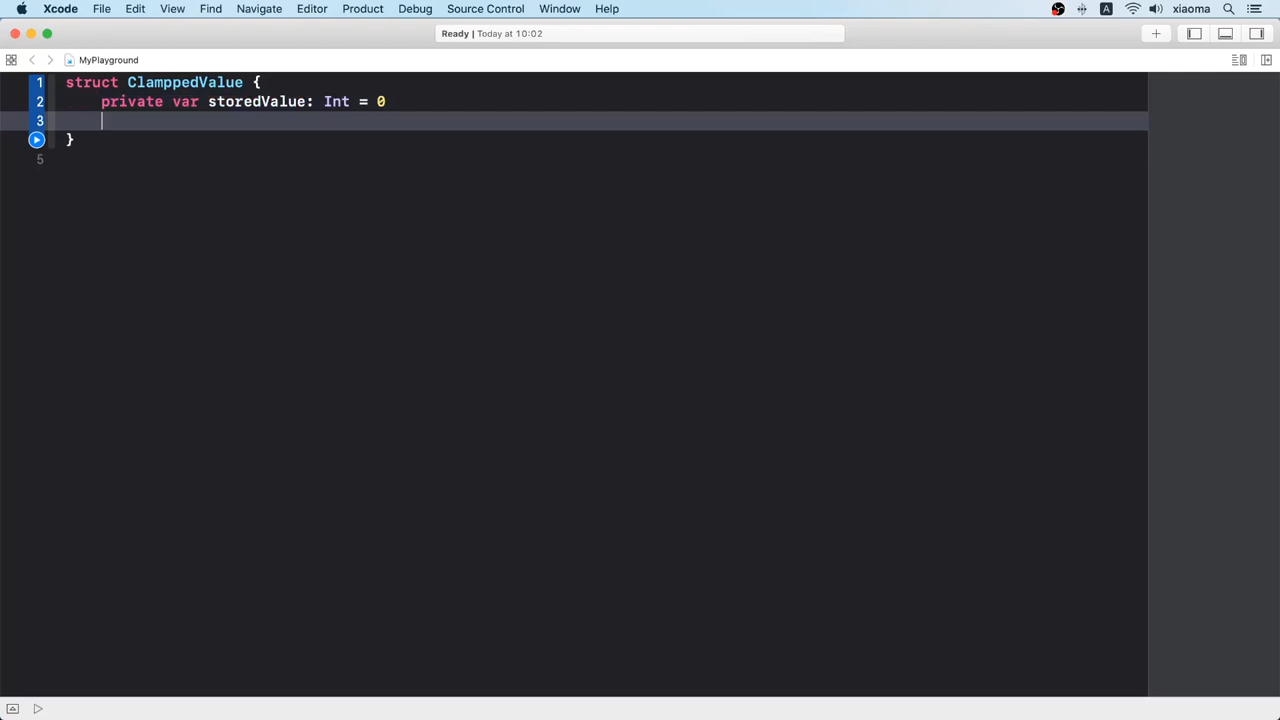 Xcode File Edit View Find Navigate Editor Product Debug Source Control Window Help A xiaoma
Ready | Today at 10:02
MyPlayground
1 struct ClamppedValue {
2 private var storedValue: Int = 0
3
}
5